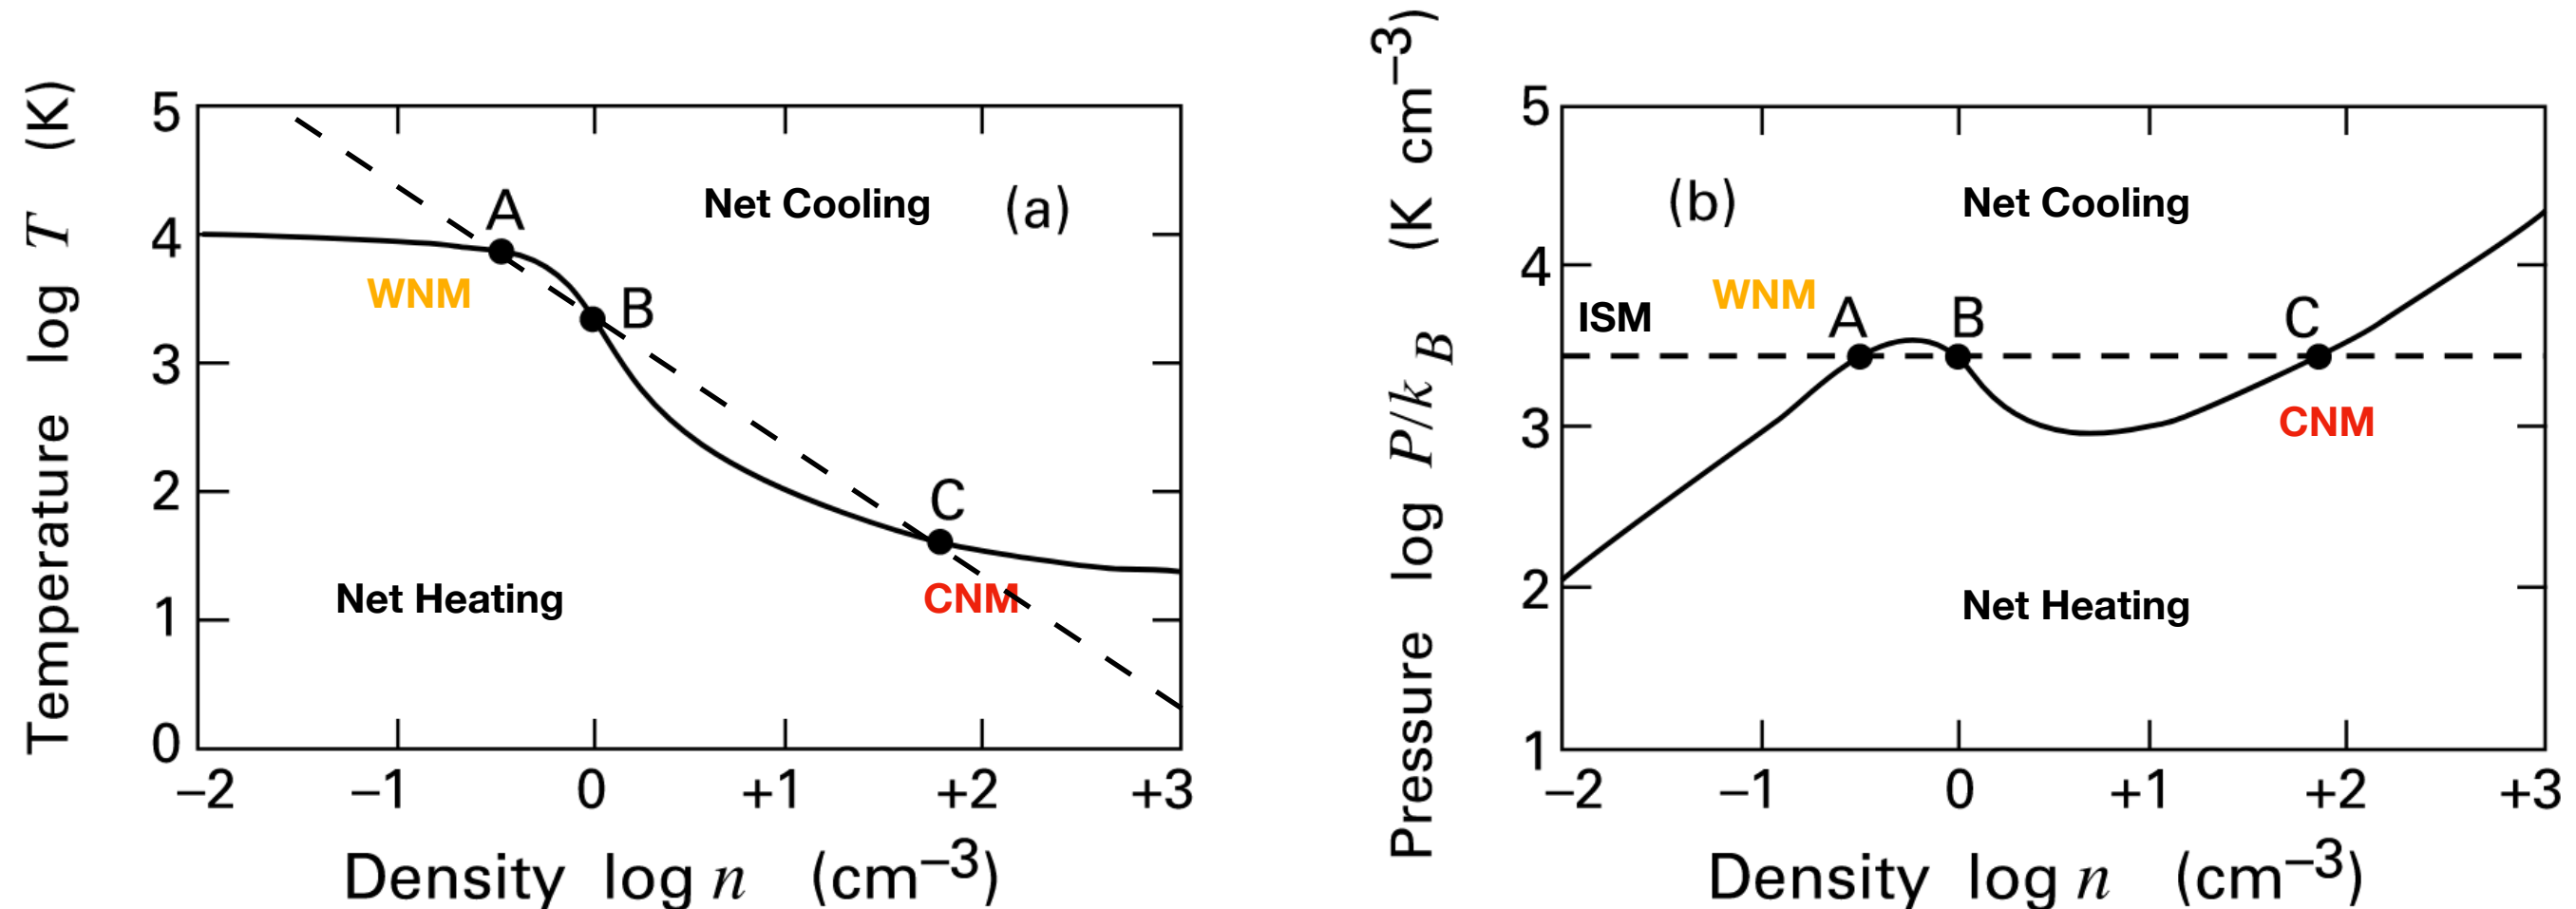 Temperature log T (K)
5
4
3
2
1
0
A
Net Cooling
(a)
WNM
B
C
Net Heating
CNM
−2 −1 0 +1 +2 +3
Density log n (cm⁻³)
Pressure log P/k_B (K cm⁻³)
5
4
3
2
1
(b)
Net Cooling
WNM
ISM
A
B
C
CNM
Net Heating
−2 −1 0 +1 +2 +3
Density log n (cm⁻³)